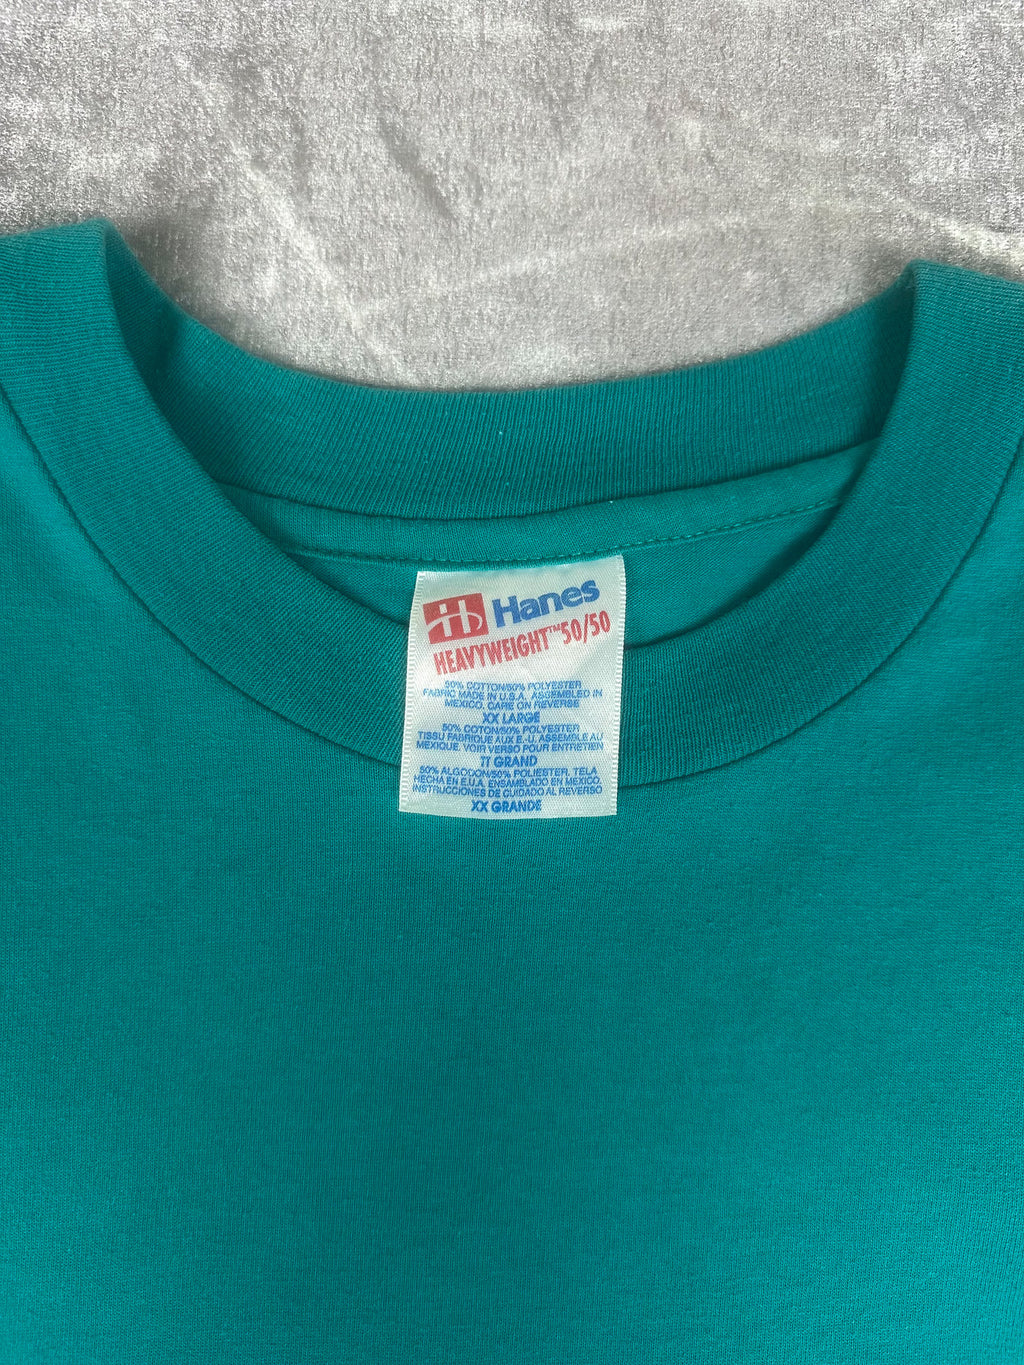 Hanes
HEAVYWEIGHT™ 50/50
50% COTTON/50% POLYESTER
FABRIC MADE IN U.S.A. ASSEMBLED IN
MEXICO. CARE ON REVERSE
XX LARGE
50% COTON/50% POLYESTER
TISSU FABRIQUE AUX E.-U. ASSEMBLE AU
MEXIQUE. VOIR VERSO POUR ENTRETIEN
TT GRAND
50% ALGODON/50% POLIESTER. TELA
HECHA EN E.U.A. ENSAMBLADO EN MEXICO.
INSTRUCCIONES DE CUIDADO AL REVERSO
XX GRANDE